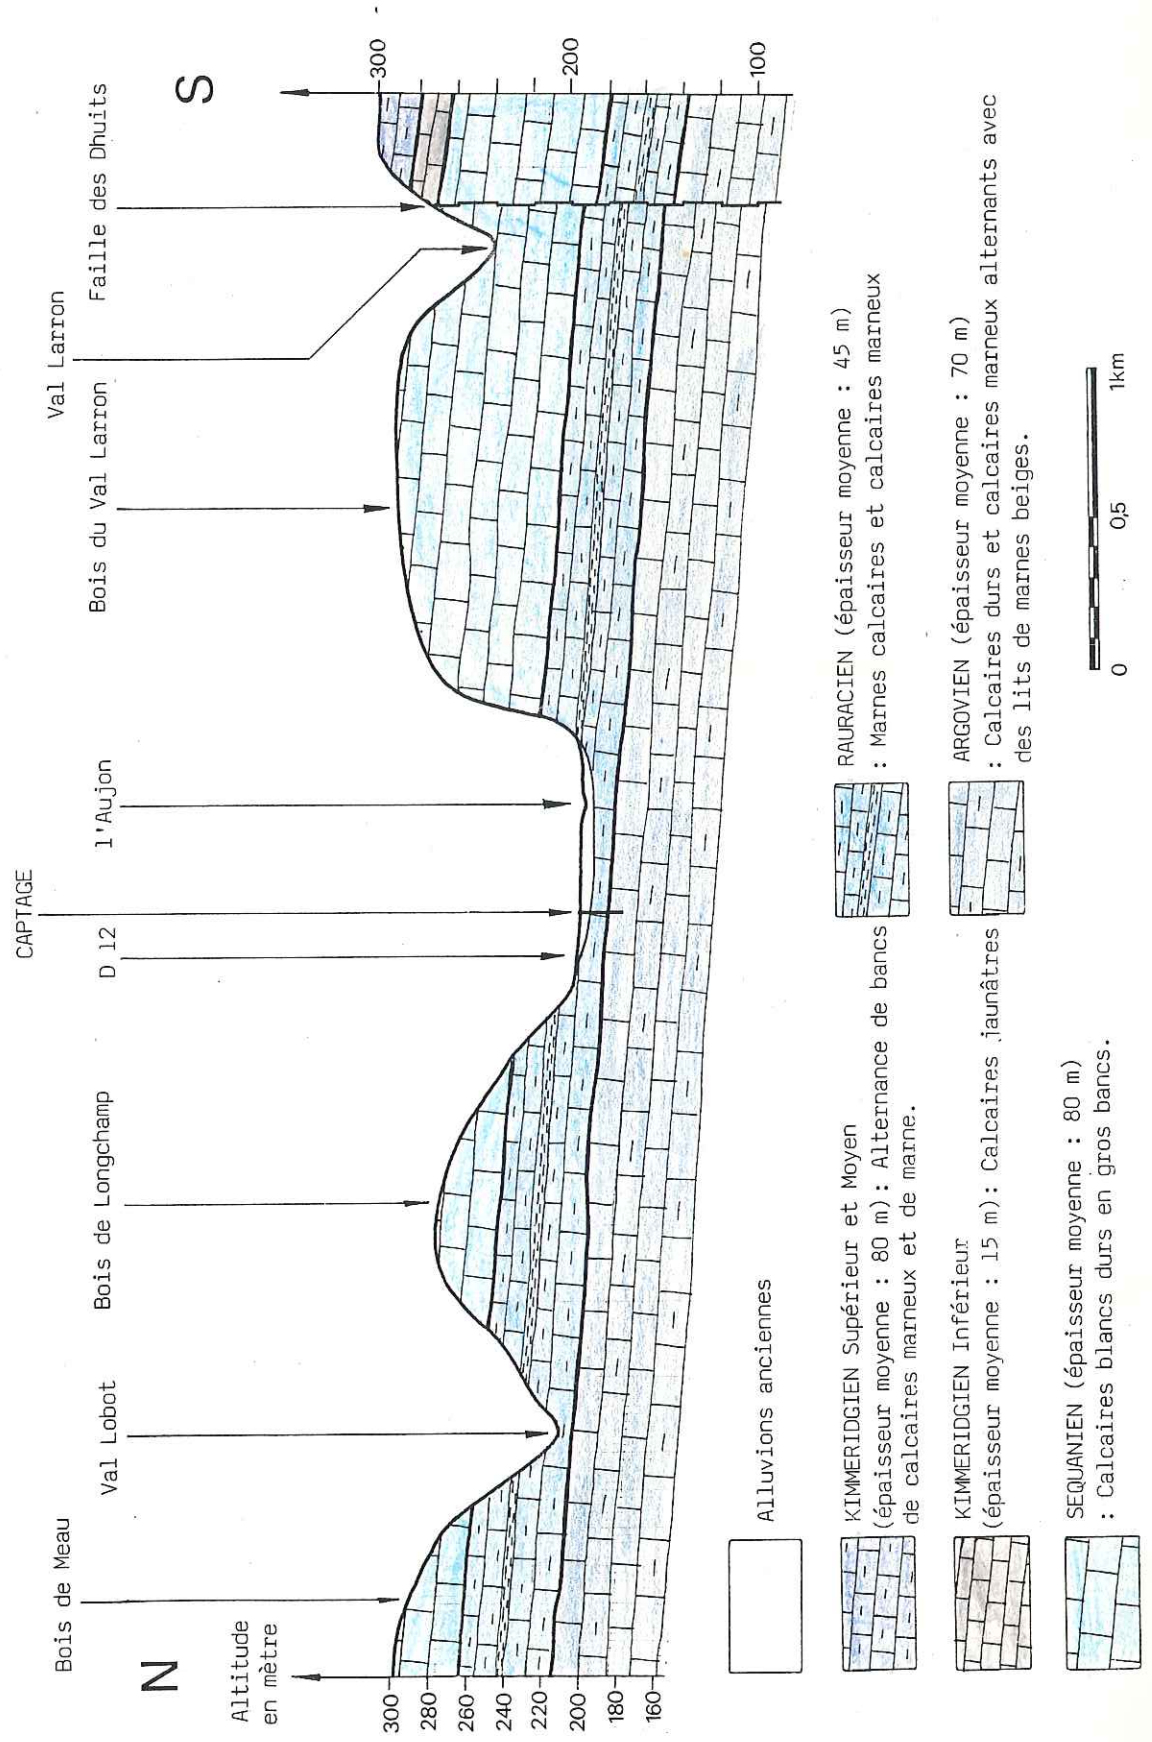 N
S
Bois de Meau
Val Lobot
Bois de Longchamp
D 12
CAPTAGE
l'Aujon
Bois du Val Larron
Val Larron
Faille des Dhuits
Altitude
en mètre
300
280
260
240
220
200
180
160
300
200
100
Alluvions anciennes
KIMMERIDGIEN Supérieur et Moyen
(épaisseur moyenne : 80 m): Alternance de bancs
de calcaires marneux et de marne.
KIMMERIDGIEN Inférieur
(épaisseur moyenne : 15 m): Calcaires jaunâtres
SEQUANIEN (épaisseur moyenne : 80 m)
: Calcaires blancs durs en gros bancs.
RAURACIEN (épaisseur moyenne : 45 m)
: Marnes calcaires et calcaires marneux
ARGOVIEN (épaisseur moyenne : 70 m)
: Calcaires durs et calcaires marneux alternants avec
des lits de marnes beiges.
0 0,5 1km